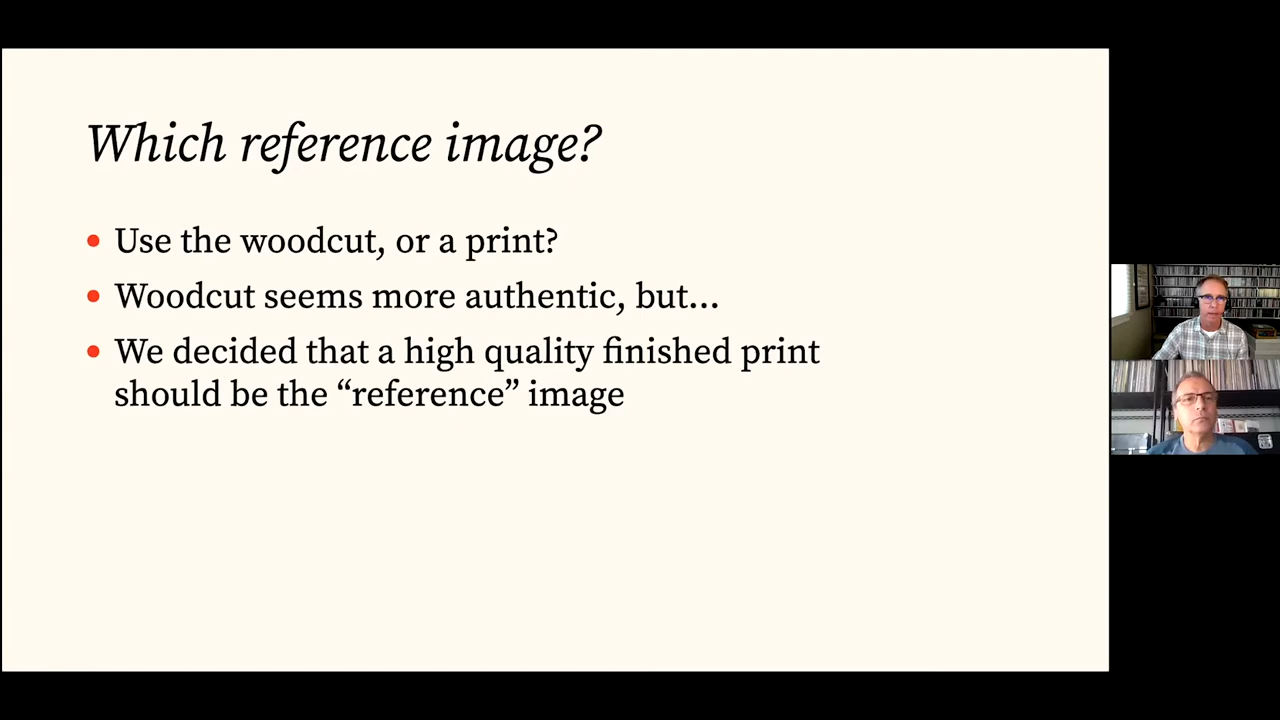 Which reference image?
• Use the woodcut, or a print?
• Woodcut seems more authentic, but...
• We decided that a high quality finished print
should be the “reference” image